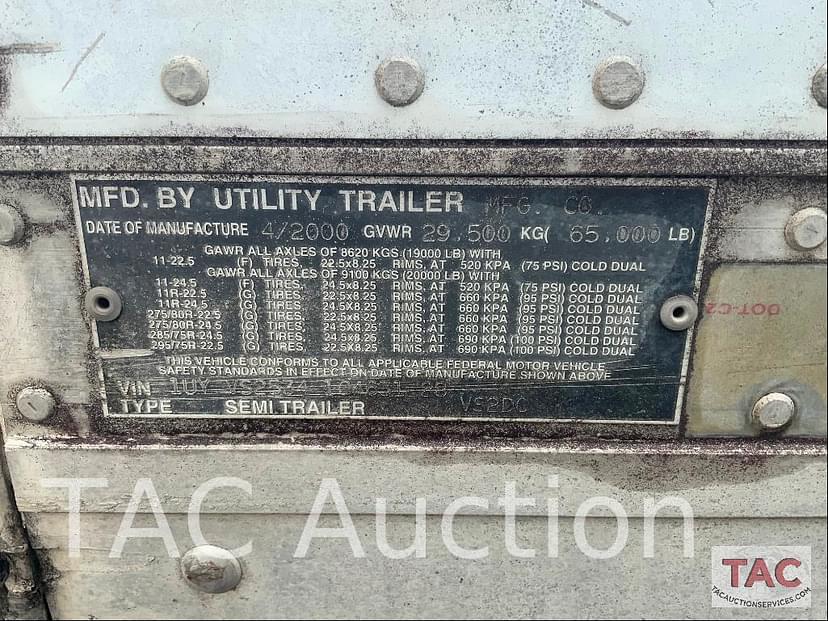 MFD. BY UTILITY TRAILER MFG. CO.
DATE OF MANUFACTURE 4/2000 GVWR 29,500 KG( 65,000 LB)
GAWR ALL AXLES OF 8620 KGS (19000 LB) WITH
11-22.5 (F) TIRES, 22.5x8.25 RIMS, AT 520 KPA (75 PSI) COLD DUAL
GAWR ALL AXLES OF 9100 KGS (20000 LB) WITH
11-24.5 (F) TIRES, 24.5x8.25 RIMS, AT 520 KPA (75 PSI) COLD DUAL
11R-22.5 (G) TIRES, 22.5x8.25 RIMS, AT 660 KPA (95 PSI) COLD DUAL
11R-24.5 (G) TIRES, 24.5x8.25 RIMS, AT 660 KPA (95 PSI) COLD DUAL
275/80R-22.5 (G) TIRES, 22.5x8.25 RIMS, AT 660 KPA (95 PSI) COLD DUAL
275/80R-24.5 (G) TIRES, 24.5x8.25 RIMS, AT 660 KPA (95 PSI) COLD DUAL
285/75R-24.5 (G) TIRES, 24.5x8.25 RIMS, AT 690 KPA (100 PSI) COLD DUAL
295/75R-22.5 (G) TIRES, 22.5x8.25 RIMS, AT 690 KPA (100 PSI) COLD DUAL
THIS VEHICLE CONFORMS TO ALL APPLICABLE FEDERAL MOTOR VEHICLE
SAFETY STANDARDS IN EFFECT ON DATE OF MANUFACTURE SHOWN ABOVE
VIN
TYPE SEMI TRAILER VS2DC
DOT-C2
TAC Auction
TAC
TACAUCTIONSERVICES.COM